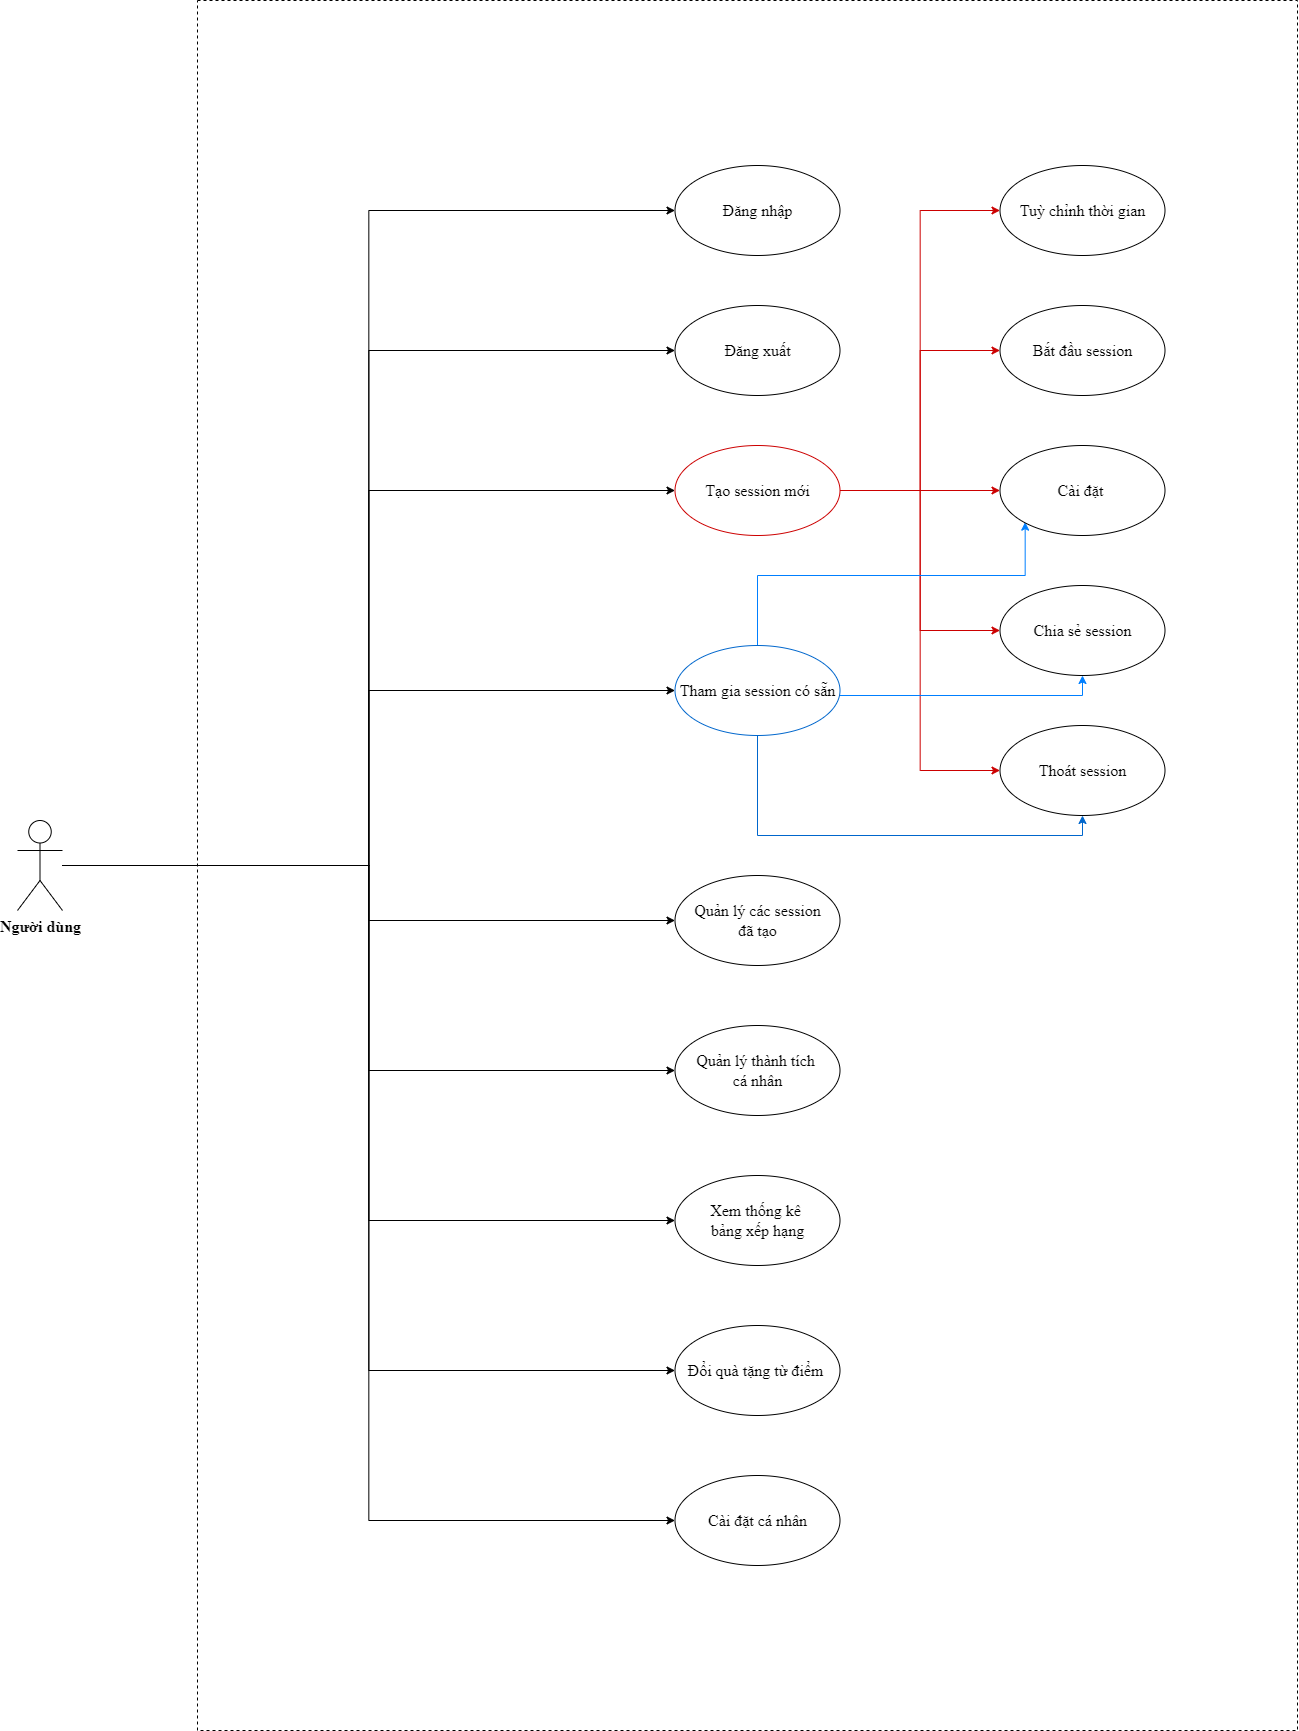 Đăng nhập
Tuỳ chỉnh thời gian
Đăng xuất
Bắt đầu session
Tạo session mới
Cài đặt
Chia sẻ session
Tham gia session có sẵn
Thoát session
Người dùng
Quản lý các session
đã tạo
Quản lý thành tích
cá nhân
Xem thống kê
bảng xếp hạng
Đổi quà tặng từ điểm
Cài đặt cá nhân